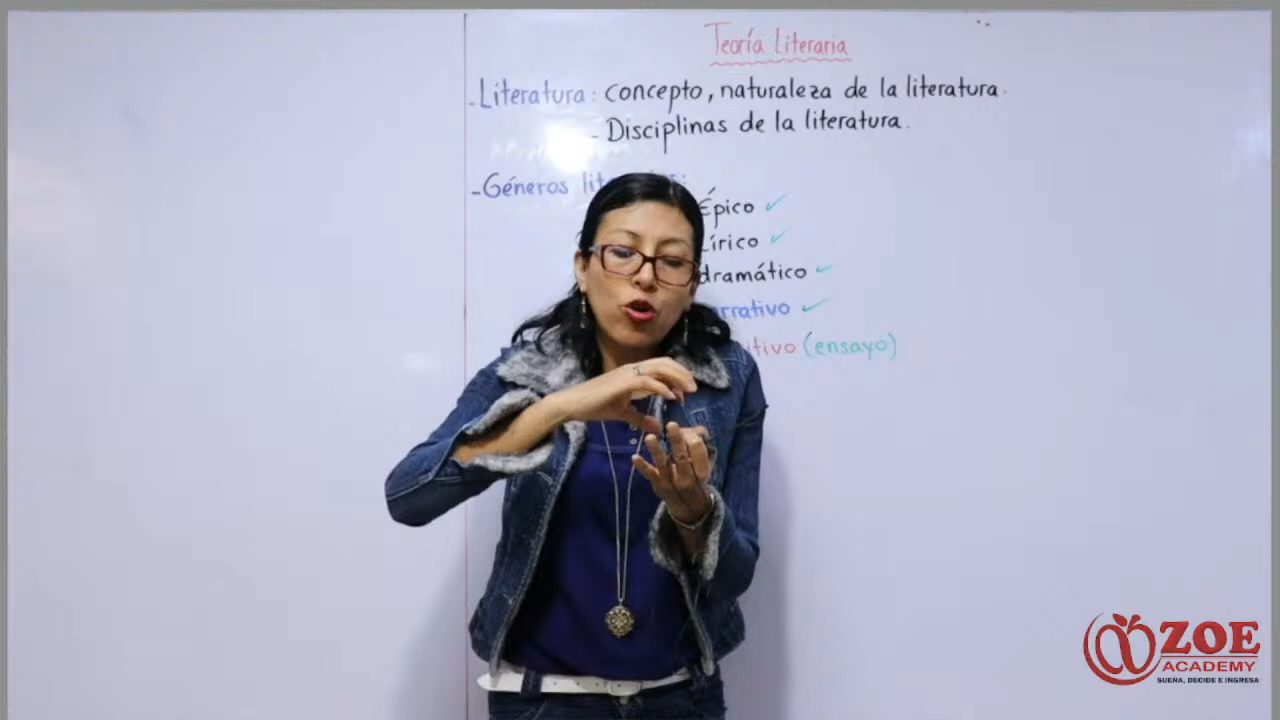 Teoría Literaria
- Literatura: concepto, naturaleza de la literatura.
- Disciplinas de la literatura.
- Géneros
Épico ✓
dramático ✓
(ensayo)
ZOE
ACADEMY
SUEÑA, DECIDE E INGRESA